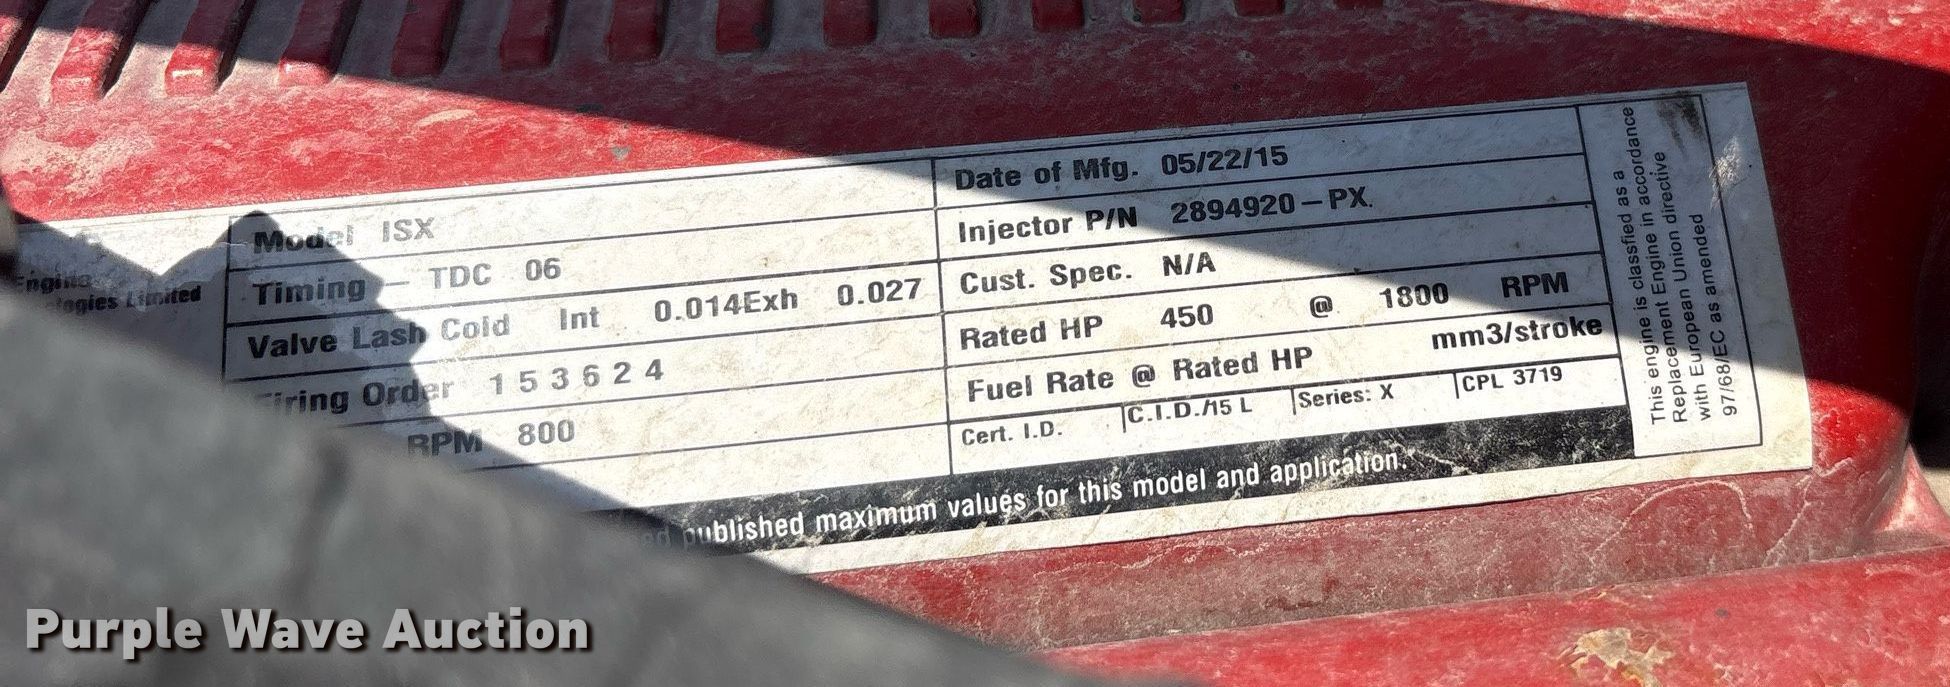 Limited
Model ISX
Timing – TDC 06
Valve Lash Cold Int 0.014Exh 0.027
Firing Order 1 5 3 6 2 4
RPM 800
Date of Mfg. 05/22/15
Injector P/N 2894920–PX.
Cust. Spec. N/A
Rated HP 450 @ 1800 RPM
Fuel Rate @ Rated HP mm3/stroke
Cert. I.D. C.I.D./15 L Series: X CPL 3719
published maximum values for this model and application.
This engine is classfied as a
Replacement Engine in accordance
with European Union directive
97/68/EC as amended
Purple Wave Auction